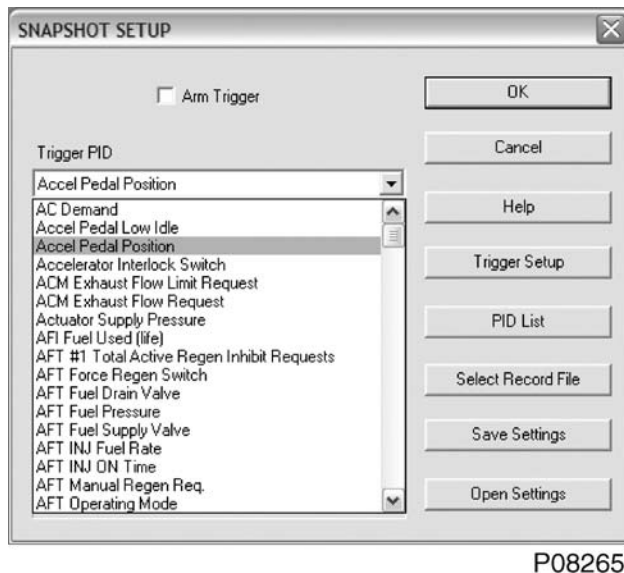 SNAPSHOT SETUP
Arm Trigger
Trigger PID
Accel Pedal Position
AC Demand
Accel Pedal Low Idle
Accel Pedal Position
Accelerator Interlock Switch
ACM Exhaust Flow Limit Request
ACM Exhaust Flow Request
Actuator Supply Pressure
AFI Fuel Used (life)
AFT #1 Total Active Regen Inhibit Requests
AFT Force Regen Switch
AFT Fuel Drain Valve
AFT Fuel Pressure
AFT Fuel Supply Valve
AFT INJ Fuel Rate
AFT INJ ON Time
AFT Manual Regen Req.
AFT Operating Mode
OK
Cancel
Help
Trigger Setup
PID List
Select Record File
Save Settings
Open Settings
P08265